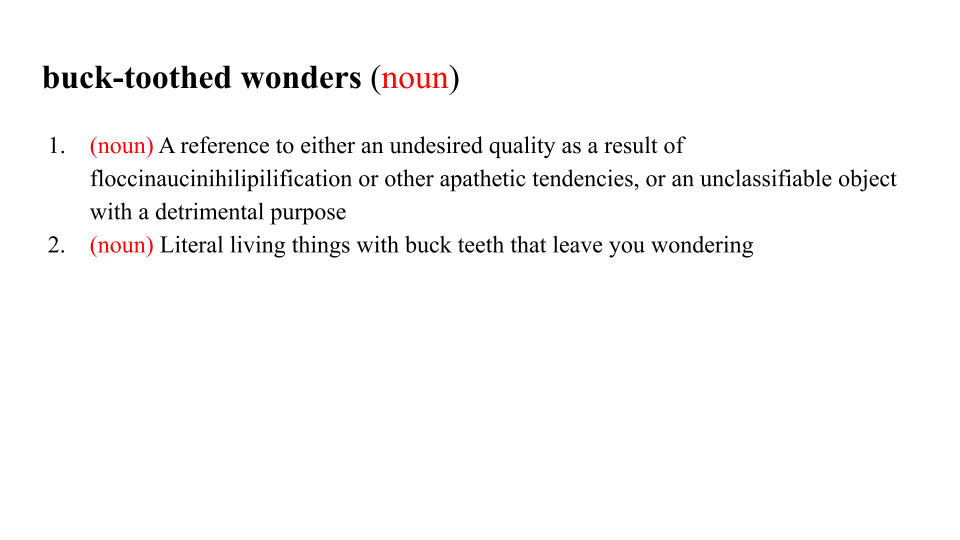 buck-toothed wonders (noun)
1. (noun) A reference to either an undesired quality as a result of
floccinaucinihilipilification or other apathetic tendencies, or an unclassifiable object
with a detrimental purpose
2. (noun) Literal living things with buck teeth that leave you wondering